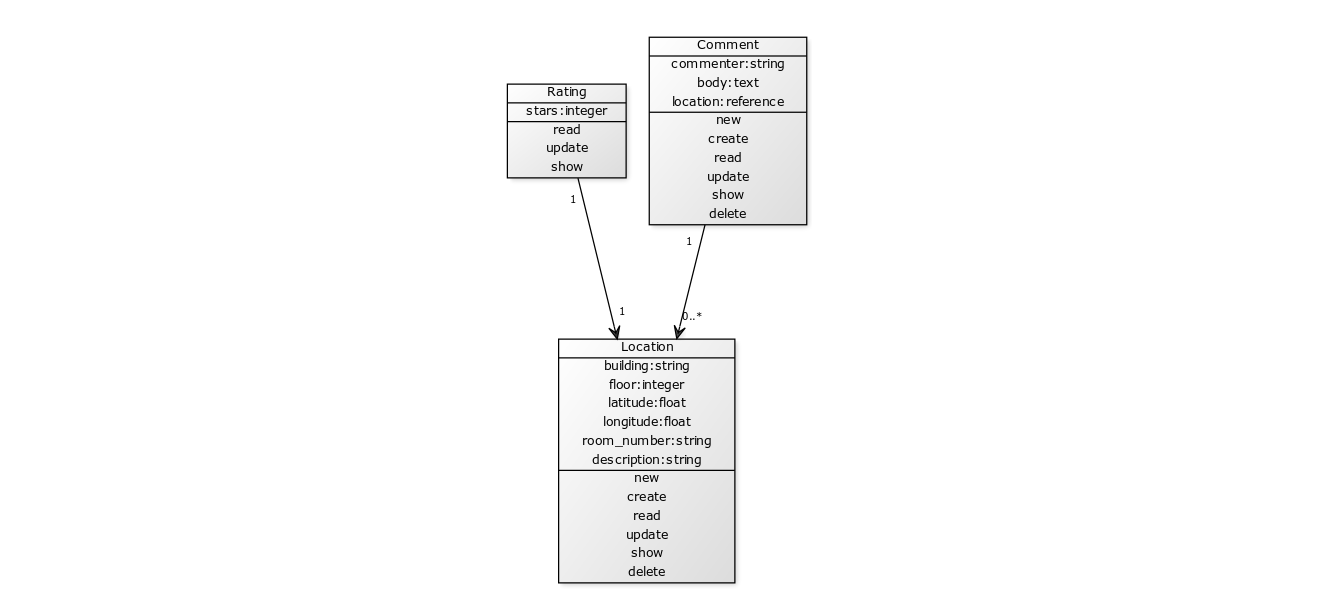 Rating
stars:integer
read
update
show
1
1
Comment
commenter:string
body:text
location:reference
new
create
read
update
show
delete
1
0..*
Location
building:string
floor:integer
latitude:float
longitude:float
room_number:string
description:string
new
create
read
update
show
delete